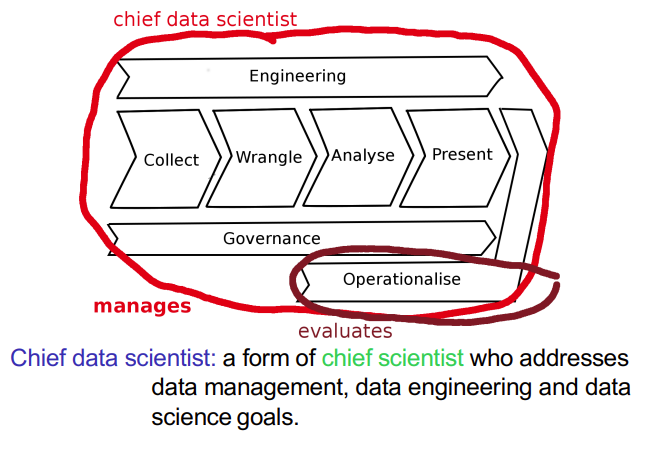 chief data scientist
Engineering
Collect
Wrangle
Analyse
Present
Governance
Operationalise
manages
evaluates
Chief data scientist: a form of chief scientist who addresses
data management, data engineering and data
science goals.